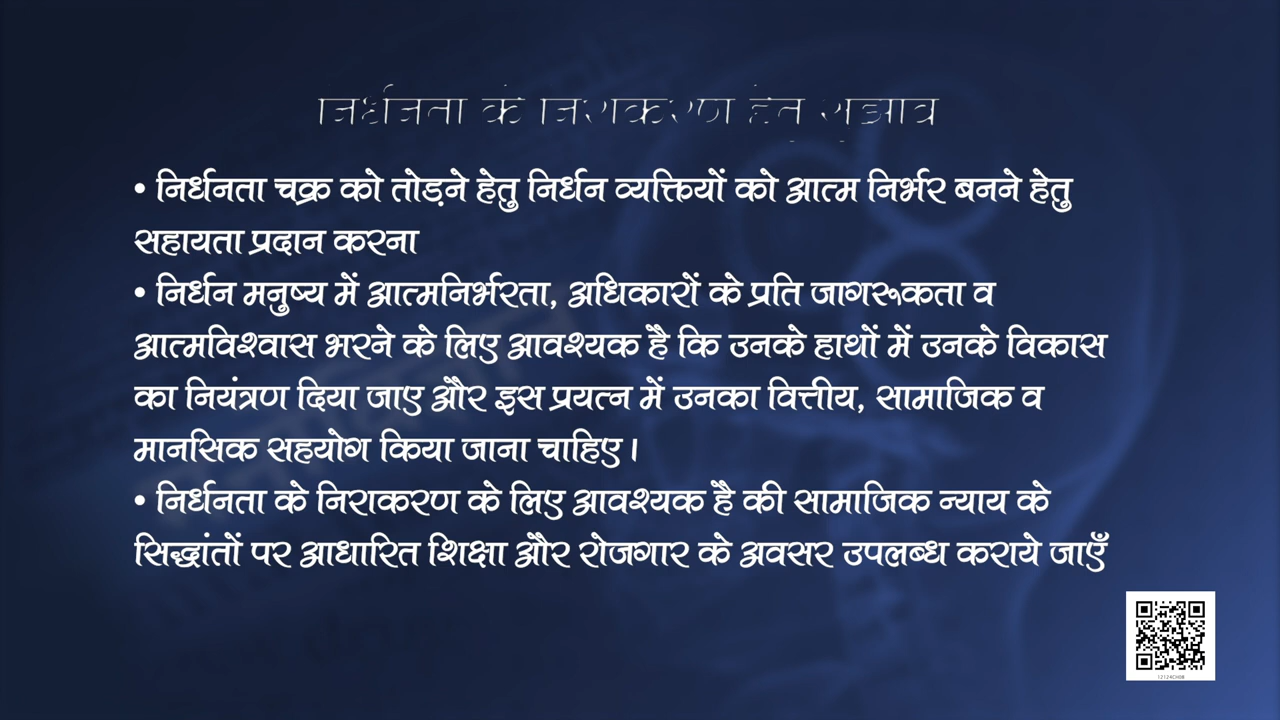 निर्धनता के निराकरण हेतु सुझाव
• निर्धनता चक्र को तोड़ने हेतु निर्धन व्यक्तियों को आत्म निर्भर बनने हेतु
सहायता प्रदान करना
• निर्धन मनुष्य में आत्मनिर्भरता, अधिकारों के प्रति जागरूकता व
आत्मविश्वास भरने के लिए आवश्यक है कि उनके हाथों में उनके विकास
का नियंत्रण दिया जाए और इस प्रयत्न में उनका वित्तीय, सामाजिक व
मानसिक सहयोग किया जाना चाहिए।
• निर्धनता के निराकरण के लिए आवश्यक है की सामाजिक न्याय के
सिद्धांतों पर आधारित शिक्षा और रोजगार के अवसर उपलब्ध कराये जाएँ